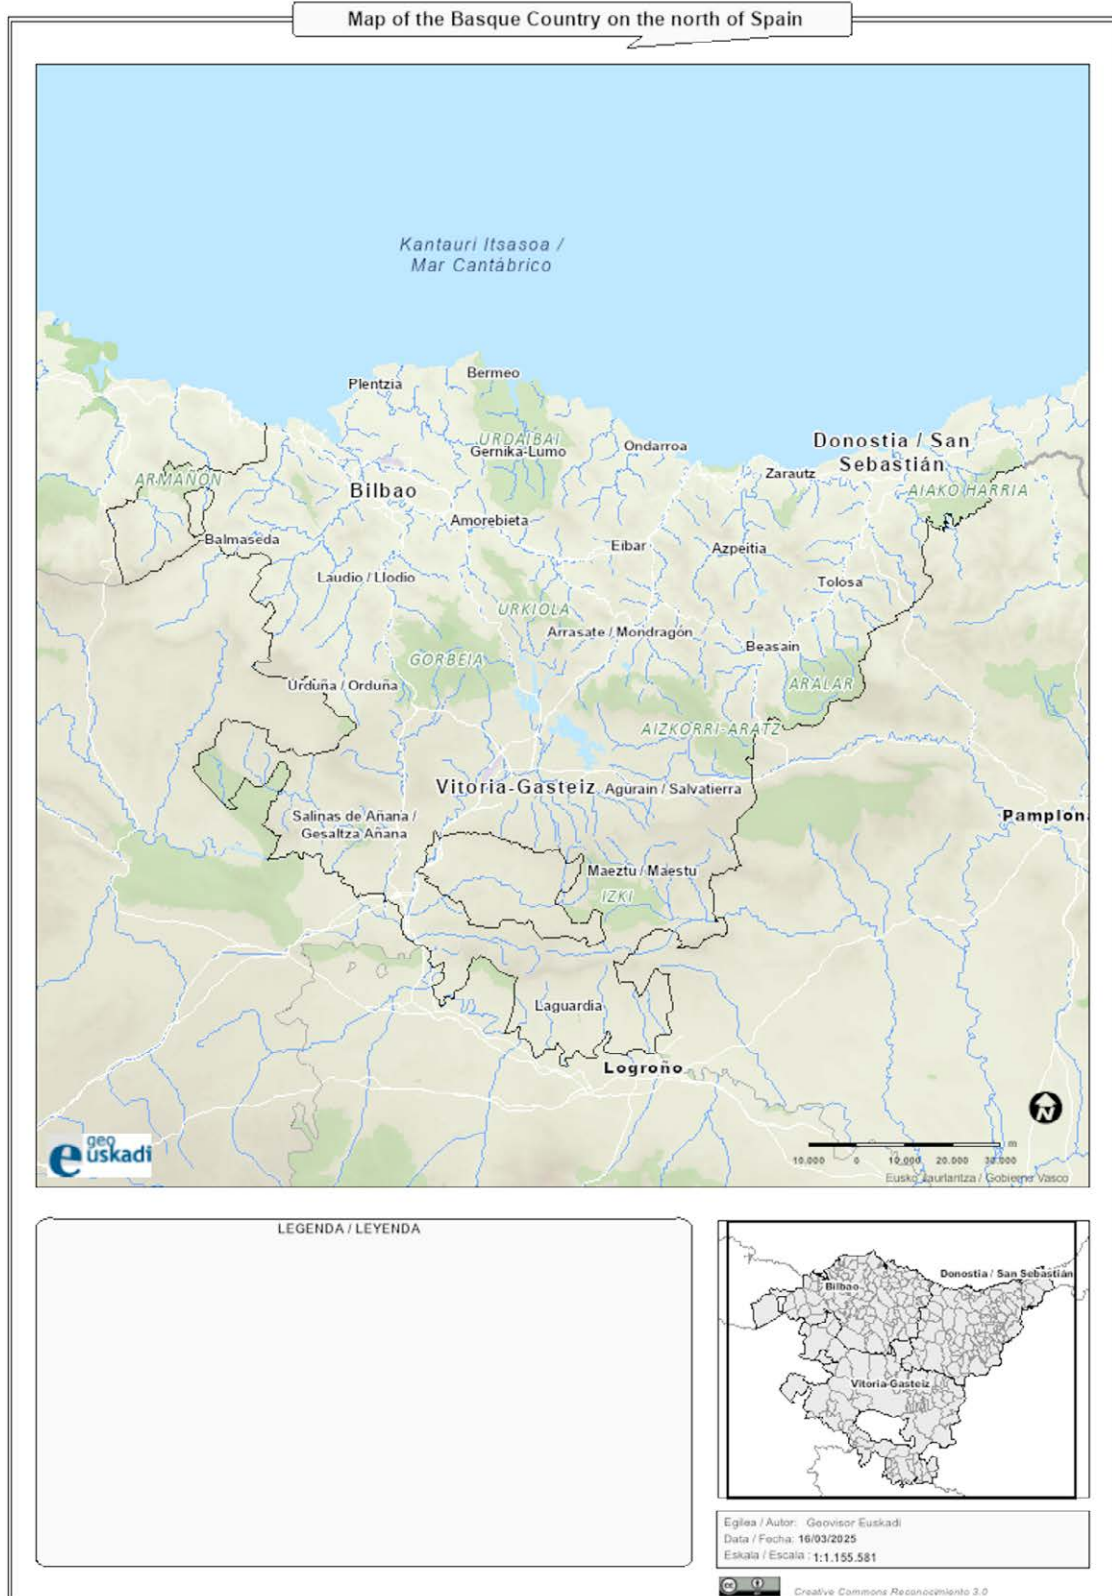 Map of the Basque Country on the north of Spain
Kantauri Itsasoa /
Mar Cantábrico
Plentzia
Bermeo
URDAIBAI
Gernika-Lumo
Ondarroa
Donostia / San
Sebastián
Zarautz
ARMAÑÓN
Bilbao
AIAKO HARRIA
Amorebieta
Balmaseda
Eibar
Azpeitia
Laudio / Llodio
Tolosa
URKIOLA
Arrasate / Mondragón
Beasain
GORBEIA
Urduña / Orduña
ARALAR
AIZKORRI-ARATZ
Vitoria-Gasteiz
Agurain / Salvatierra
Salinas de Añana /
Gesaltza Añana
Pamplon
Maeztu / Maestu
IZKI
Laguardia
Logroño
N
geo
euskadi
m
10.000 0 10.000 20.000 30.000
Eusko Jaurlaritza / Gobierno Vasco
LEGENDA / LEYENDA
Donostia / San Sebastián
Bilbao
Vitoria-Gasteiz
Egilea / Autor: Geovisor Euskadi
Data / Fecha: 16/03/2025
Eskala / Escala : 1:1.155.581
cc
Creative Commons Reconocimiento 3.0